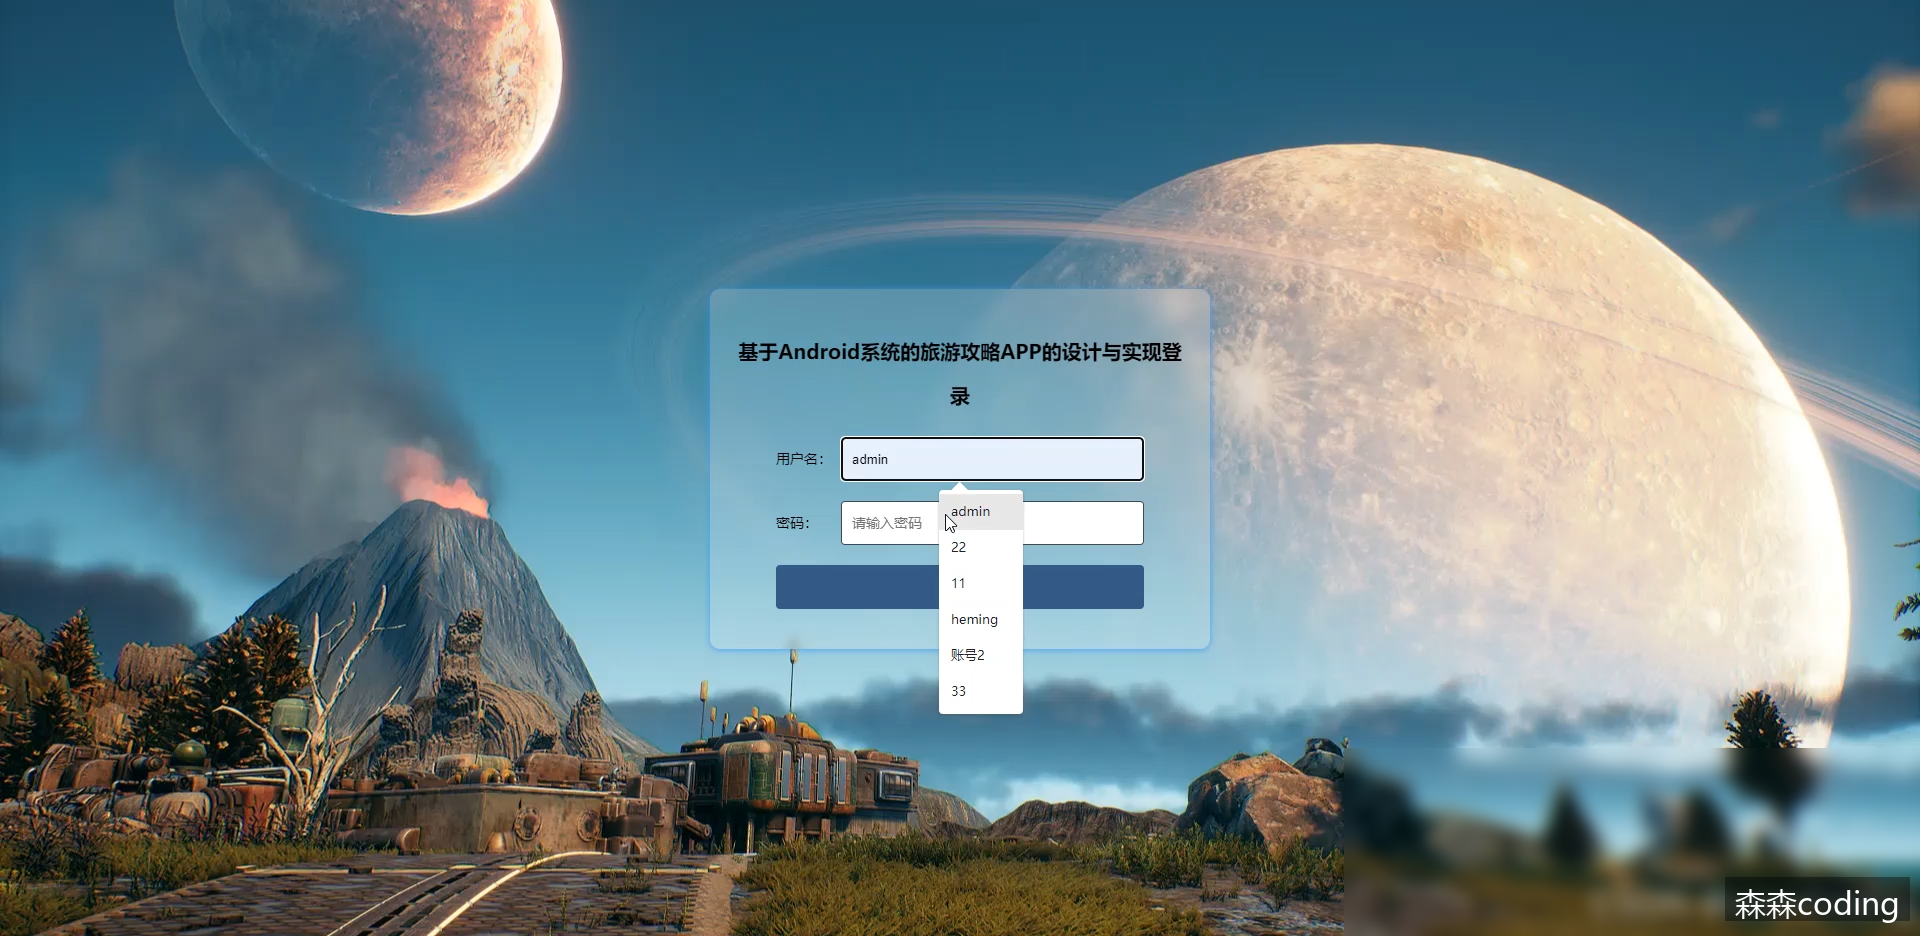 基于Android系统的旅游攻略APP的设计与实现登
录
用户名：
admin
密码：
请输入密码
admin
22
11
heming
账号2
33
森森coding